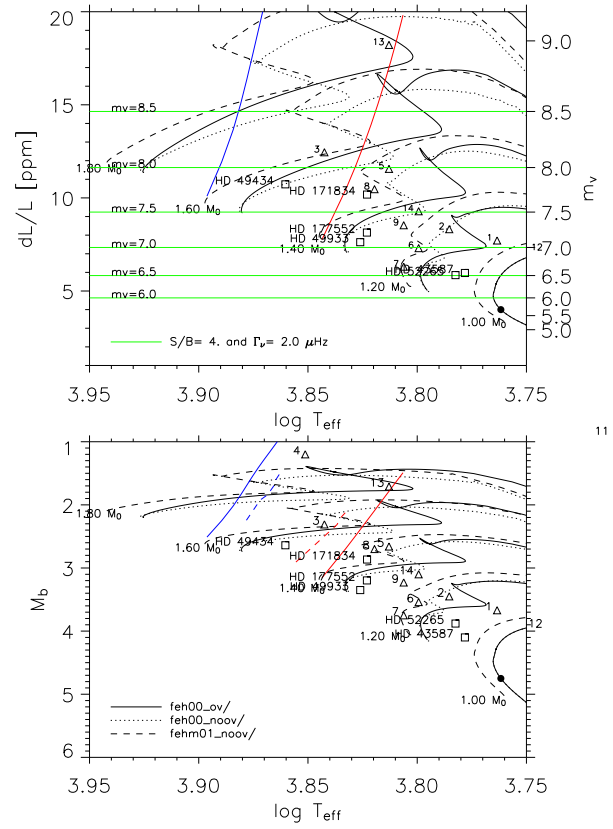 20
15
10
5
dL/L [ppm]
9.0
8.5
8.0
7.5
7.0
6.5
6.0
5.5
5.0
m_v
13
mv=8.5
3
mv=8.0
5
1.80 M₀
HD 49434
8
HD 171834
1.60 M₀
mv=7.5
14
9
2
HD 177552
1
HD 49933
mv=7.0
1.40 M₀
6
12
7
HD 52265
HD 43587
mv=6.5
1.20 M₀
mv=6.0
1.00 M₀
S/B= 4. and Γ_ν= 2.0 μHz
3.95 3.90 3.85 3.80 3.75
log T_eff
11
1
2
3
4
5
6
M_b
4
13
1.80 M₀
3
1.60 M₀
HD 49434
5
8
HD 171834
14
HD 177552
9
HD 49933
1.40 M₀
2
6
1
7
HD 52265
12
1.20 M₀
HD 43587
1.00 M₀
feh00_ov/
feh00_noov/
fehm01_noov/
3.95 3.90 3.85 3.80 3.75
log T_eff